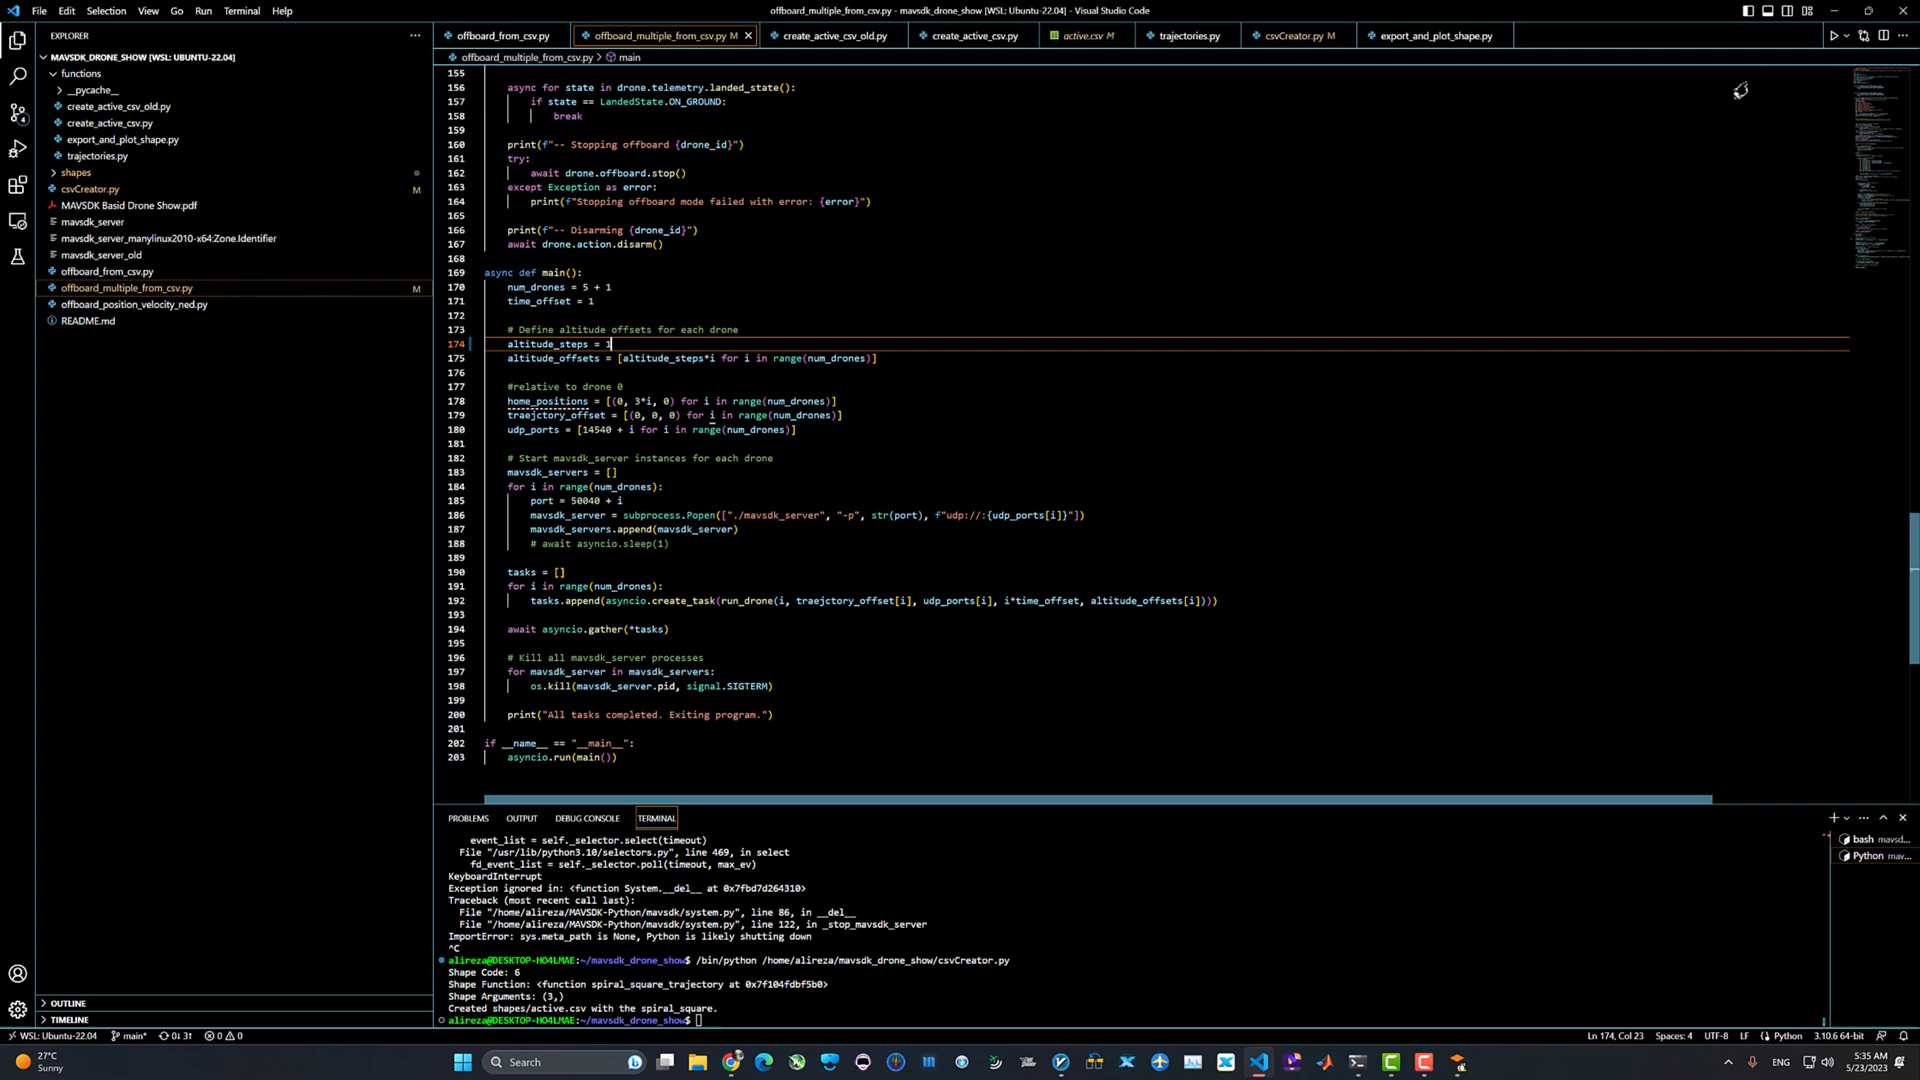 File Edit Selection View Go Run Terminal Help
offboard_multiple_from_csv.py - mavsdk_drone_show [WSL: Ubuntu-22.04] - Visual Studio Code
EXPLORER
MAVSDK_DRONE_SHOW [WSL: UBUNTU-22.04]
functions
__pycache__
create_active_csv_old.py
create_active_csv.py
export_and_plot_shape.py
trajectories.py
shapes
csvCreator.py M
MAVSDK Basid Drone Show.pdf
mavsdk_server
mavsdk_server_manylinux2010-x64:Zone.Identifier
mavsdk_server_old
offboard_from_csv.py
offboard_multiple_from_csv.py M
offboard_position_velocity_ned.py
README.md
OUTLINE
TIMELINE
offboard_from_csv.py offboard_multiple_from_csv.py M create_active_csv_old.py create_active_csv.py active.csv M trajectories.py csvCreator.py M export_and_plot_shape.py
offboard_multiple_from_csv.py > main
155
156 async for state in drone.telemetry.landed_state():
157 if state == LandedState.ON_GROUND:
158 break
159
160 print(f"-- Stopping offboard {drone_id}")
161 try:
162 await drone.offboard.stop()
163 except Exception as error:
164 print(f"Stopping offboard mode failed with error: {error}")
165
166 print(f"-- Disarming {drone_id}")
167 await drone.action.disarm()
168
169 async def main():
170 num_drones = 5 + 1
171 time_offset = 1
172
173 # Define altitude offsets for each drone
174 altitude_steps = 1
175 altitude_offsets = [altitude_steps*i for i in range(num_drones)]
176
177 #relative to drone 0
178 home_positions = [(0, 3*i, 0) for i in range(num_drones)]
179 traejctory_offset = [(0, 0, 0) for i in range(num_drones)]
180 udp_ports = [14540 + i for i in range(num_drones)]
181
182 # Start mavsdk_server instances for each drone
183 mavsdk_servers = []
184 for i in range(num_drones):
185 port = 50040 + i
186 mavsdk_server = subprocess.Popen(["./mavsdk_server", "-p", str(port), f"udp://:{udp_ports[i]}"])
187 mavsdk_servers.append(mavsdk_server)
188 # await asyncio.sleep(1)
189
190 tasks = []
191 for i in range(num_drones):
192 tasks.append(asyncio.create_task(run_drone(i, traejctory_offset[i], udp_ports[i], i*time_offset, altitude_offsets[i])))
193
194 await asyncio.gather(*tasks)
195
196 # Kill all mavsdk_server processes
197 for mavsdk_server in mavsdk_servers:
198 os.kill(mavsdk_server.pid, signal.SIGTERM)
199
200 print("All tasks completed. Exiting program.")
201
202 if __name__ == "__main__":
203 asyncio.run(main())
PROBLEMS OUTPUT DEBUG CONSOLE TERMINAL
event_list = self._selector.select(timeout)
File "/usr/lib/python3.10/selectors.py", line 469, in select
fd_event_list = self._selector.poll(timeout, max_ev)
KeyboardInterrupt
Exception ignored in: <function System.__del__ at 0x7fbd7d264310>
Traceback (most recent call last):
File "/home/alireza/MAVSDK-Python/mavsdk/system.py", line 86, in __del__
File "/home/alireza/MAVSDK-Python/mavsdk/system.py", line 122, in _stop_mavsdk_server
ImportError: sys.meta_path is None, Python is likely shutting down
^C
alireza@DESKTOP-HO4LMAE:~/mavsdk_drone_show$ /bin/python /home/alireza/mavsdk_drone_show/csvCreator.py
Shape Code: 6
Shape Function: <function spiral_square_trajectory at 0x7f104fdbf5b0>
Shape Arguments: (3,)
Created shapes/active.csv with the spiral_square.
alireza@DESKTOP-HO4LMAE:~/mavsdk_drone_show$
bash mavsd...
Python mav...
WSL: Ubuntu-22.04 main* 0↓ 3↑ 0 0
Ln 174, Col 23 Spaces: 4 UTF-8 LF Python 3.10.6 64-bit
27°C
Sunny
Search
ENG
5:35 AM
5/23/2023